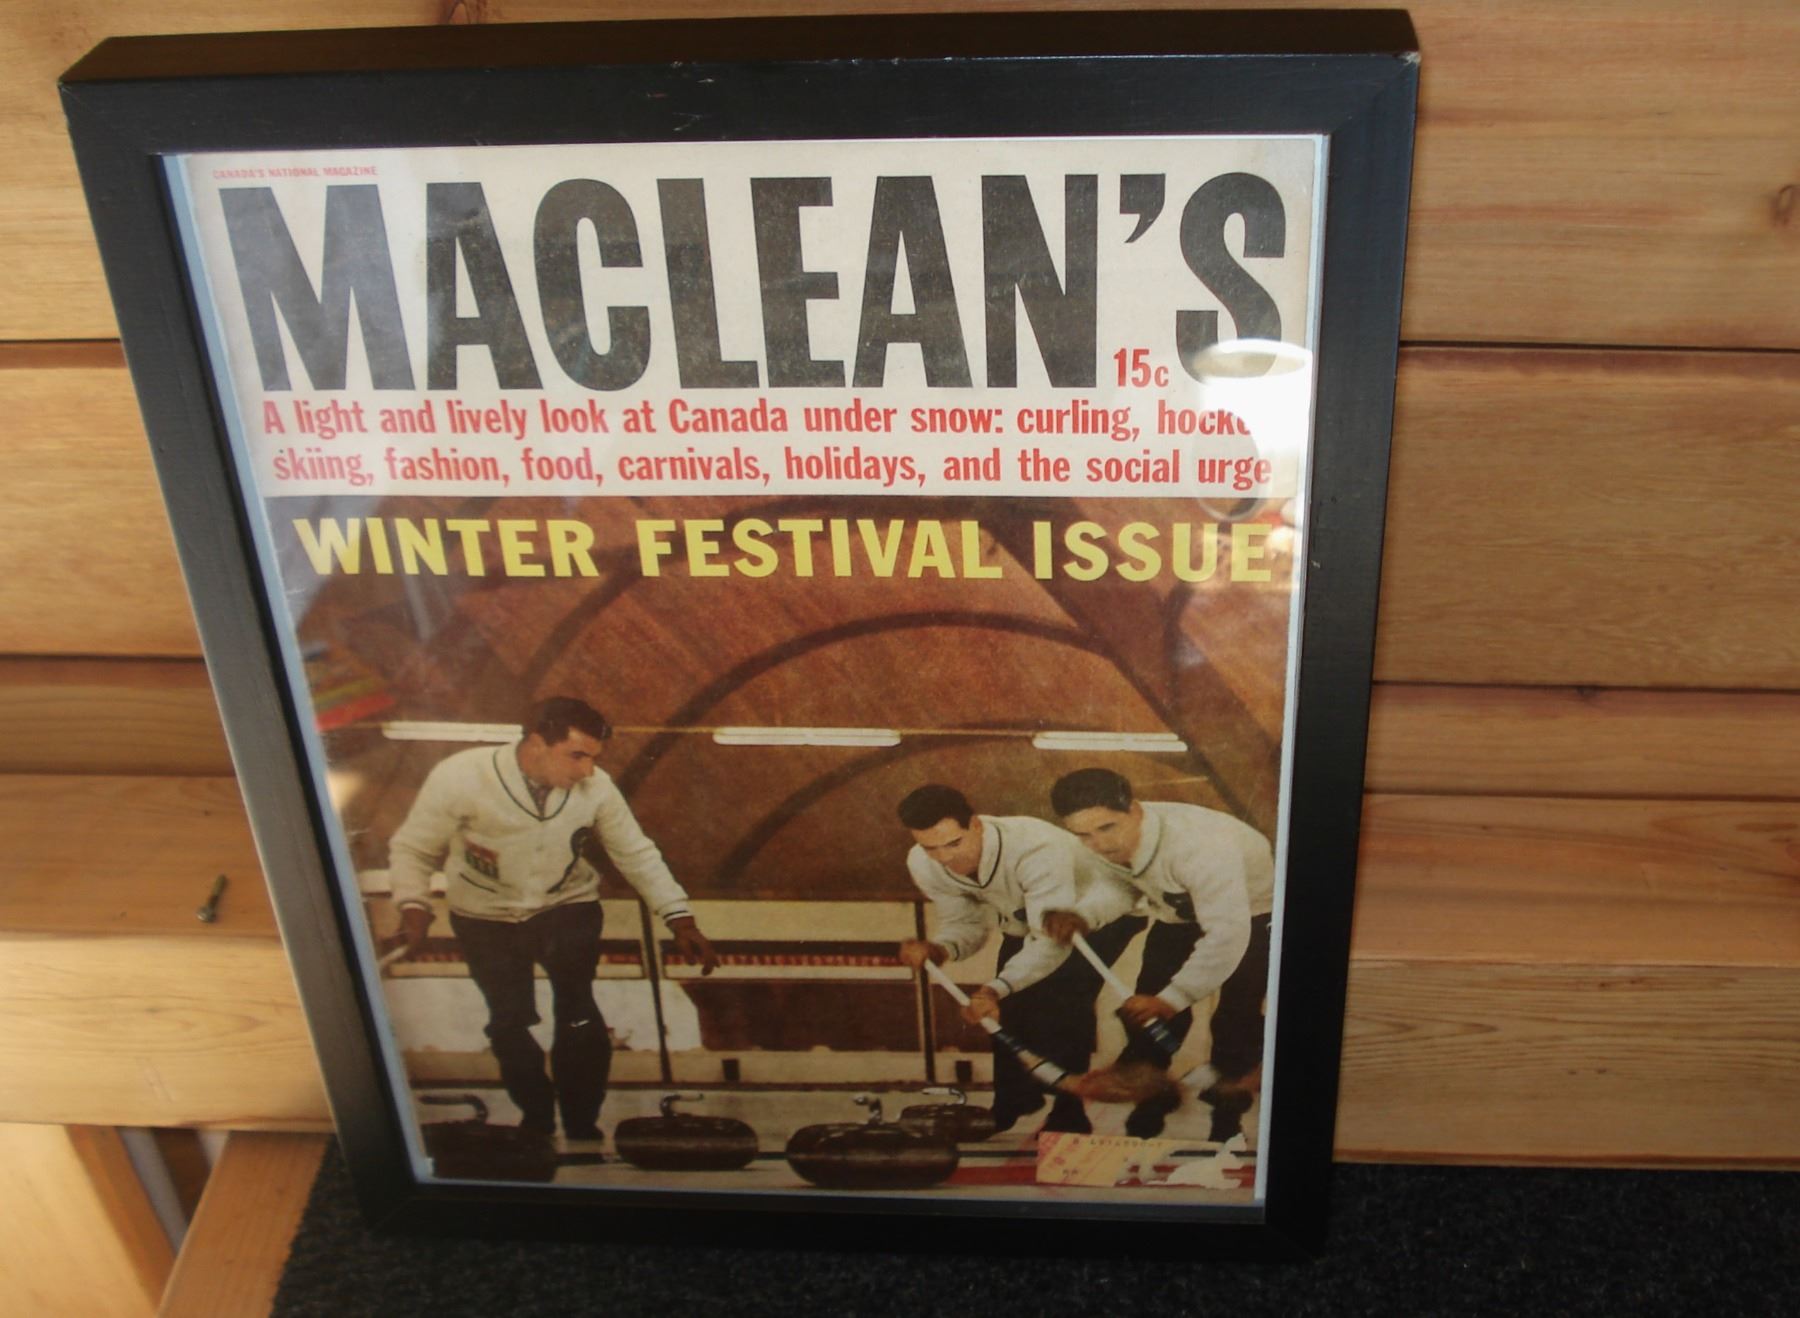 CANADA'S NATIONAL MAGAZINE
MACLEAN'S
15c
A light and lively look at Canada under snow: curling,
skiing, fashion, food, carnivals, holidays, and the social urge
WINTER FESTIVAL ISSUE